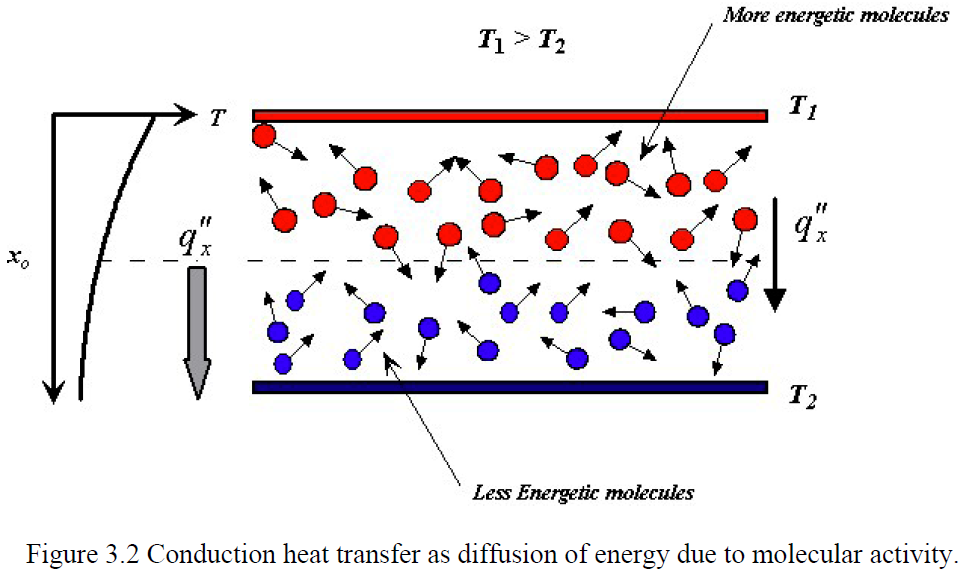 More energetic molecules
T1 > T2
T
T1
q"x
q"x
xo
T2
Less Energetic molecules
Figure 3.2 Conduction heat transfer as diffusion of energy due to molecular activity.